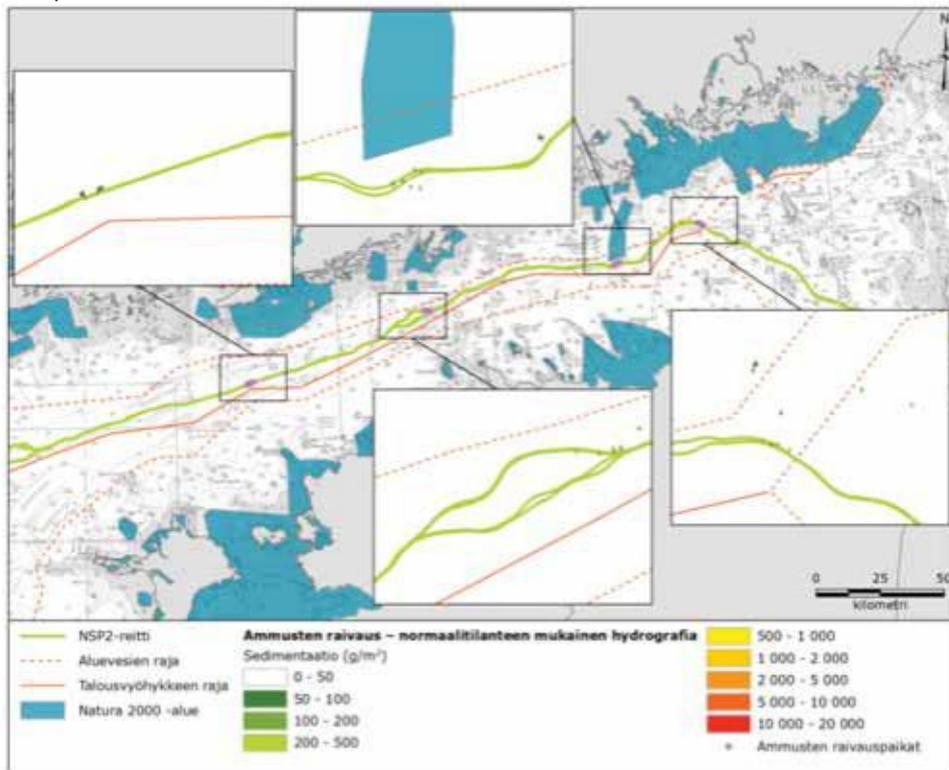 N
0 25 50
kilometri
NSP2-reitti
Aluevesien raja
Talousvyöhykkeen raja
Natura 2000 -alue
Ammusten raivaus – normaalitilanteen mukainen hydrografia
Sedimentaatio (g/m²)
0 - 50
50 - 100
100 - 200
200 - 500
500 - 1 000
1 000 - 2 000
2 000 - 5 000
5 000 - 10 000
10 000 - 20 000
Ammusten raivauspaikat